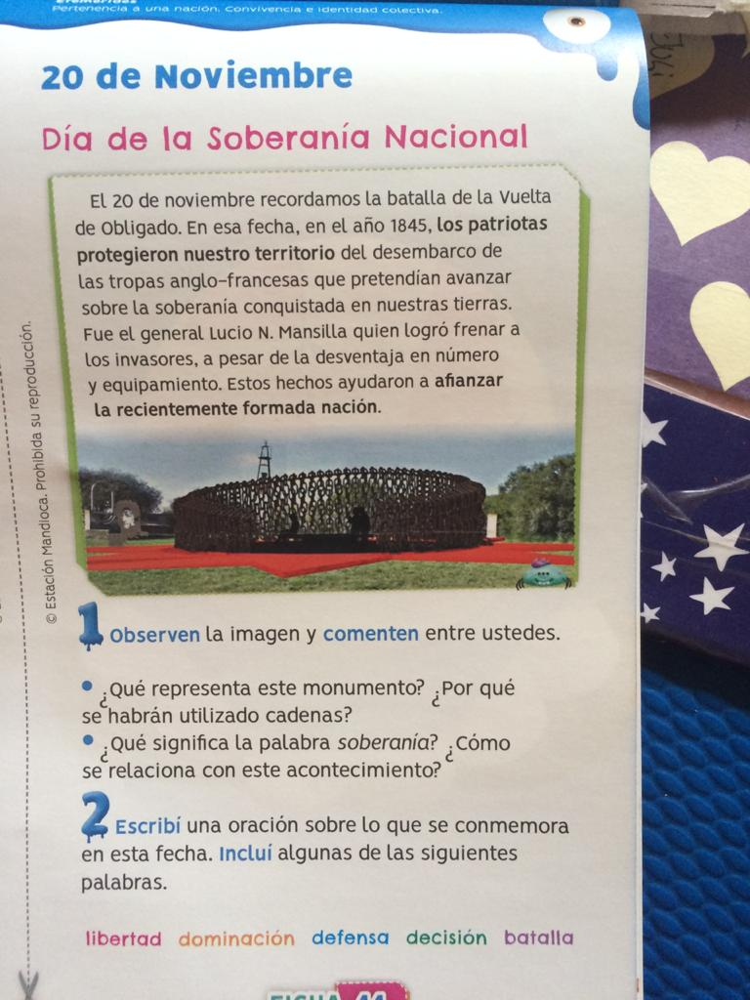 Efemérides
Pertenencia a una nación. Convivencia e identidad colectiva.
20 de Noviembre
Día de la Soberanía Nacional
El 20 de noviembre recordamos la batalla de la Vuelta
de Obligado. En esa fecha, en el año 1845, los patriotas
protegieron nuestro territorio del desembarco de
las tropas anglo-francesas que pretendían avanzar
sobre la soberanía conquistada en nuestras tierras.
Fue el general Lucio N. Mansilla quien logró frenar a
los invasores, a pesar de la desventaja en número
y equipamiento. Estos hechos ayudaron a afianzar
la recientemente formada nación.
© Estación Mandioca. Prohibida su reproducción.
1 Observen la imagen y comenten entre ustedes.
• ¿Qué representa este monumento? ¿Por qué
se habrán utilizado cadenas?
• ¿Qué significa la palabra soberanía? ¿Cómo
se relaciona con este acontecimiento?
2 Escribí una oración sobre lo que se conmemora
en esta fecha. Incluí algunas de las siguientes
palabras.
libertad dominación defensa decisión batalla
FICHA 44